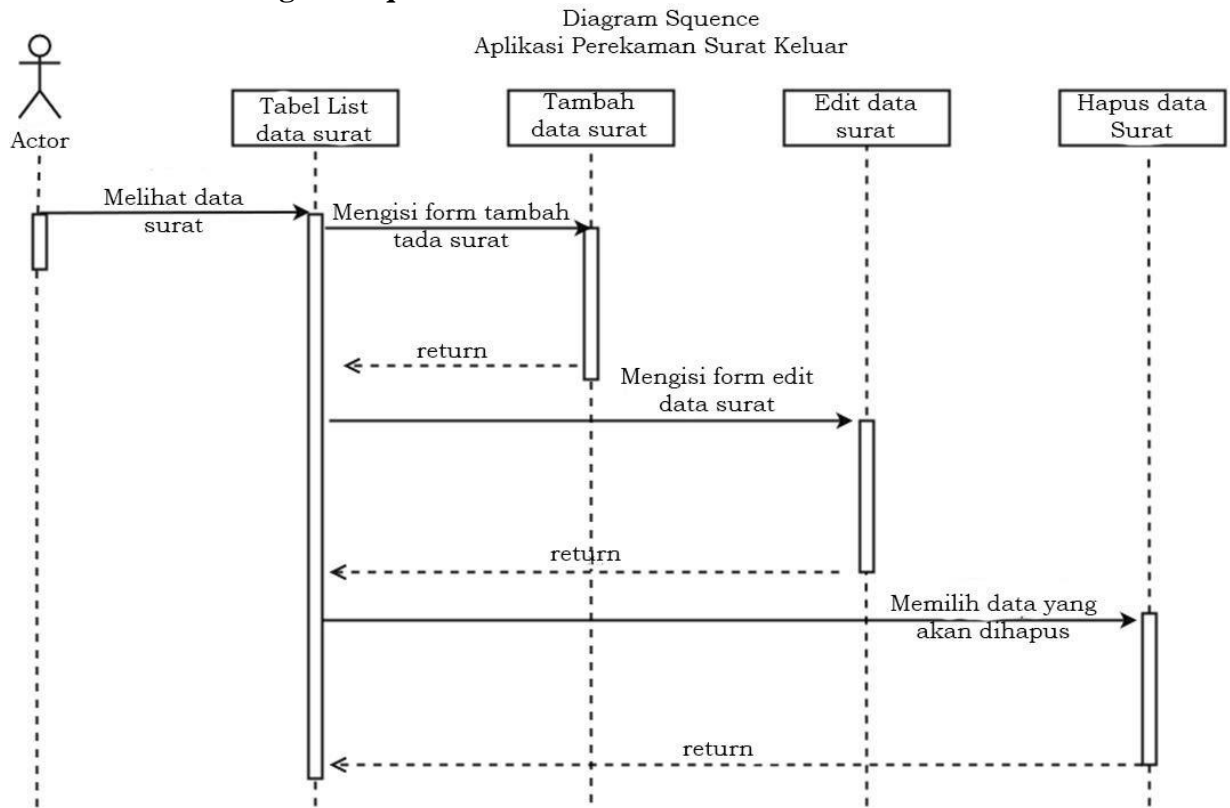 Diagram Squence
Aplikasi Perekaman Surat Keluar
Actor
Tabel List
data surat
Tambah
data surat
Edit data
surat
Hapus data
Surat
Melihat data
surat
Mengisi form tambah
tada surat
return
Mengisi form edit
data surat
return
Memilih data yang
akan dihapus
return